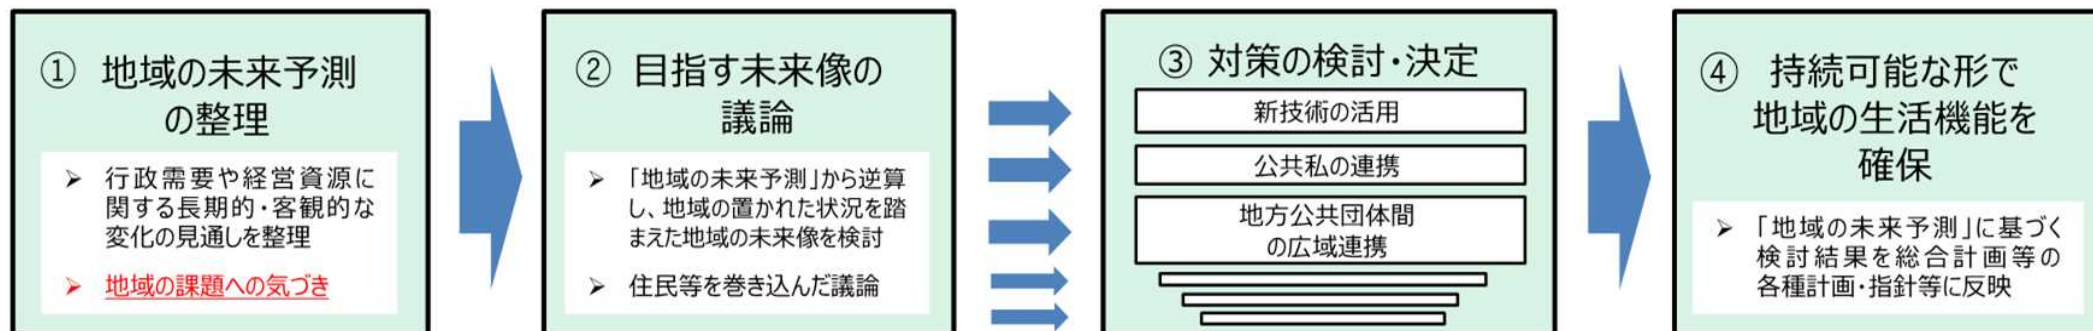 ① 地域の未来予測
の整理
➢ 行政需要や経営資源に
関する長期的・客観的な
変化の見通しを整理
➢ 地域の課題への気づき
② 目指す未来像の
議論
➢ 「地域の未来予測」から逆算
し、地域の置かれた状況を踏
まえた地域の未来像を検討
➢ 住民等を巻き込んだ議論
③ 対策の検討・決定
新技術の活用
公共私の連携
地方公共団体間
の広域連携
④ 持続可能な形で
地域の生活機能を
確保
➢ 「地域の未来予測」に基づく
検討結果を総合計画等の
各種計画・指針等に反映